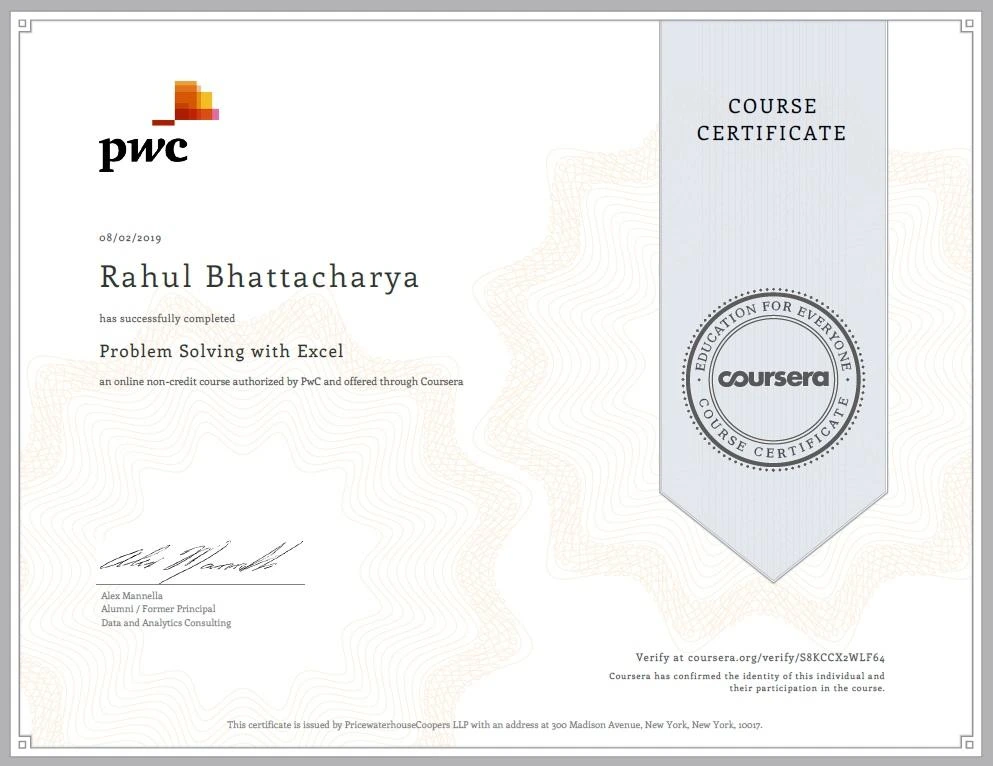 pwc
COURSE
CERTIFICATE
08/02/2019
Rahul Bhattacharya
has successfully completed
Problem Solving with Excel
an online non-credit course authorized by PwC and offered through Coursera
EDUCATION FOR EVERYONE
coursera
COURSE CERTIFICATE
Alex Mannella
Alumni / Former Principal
Data and Analytics Consulting
Verify at coursera.org/verify/S8KCCX2WLF64
Coursera has confirmed the identity of this individual and
their participation in the course.
This certificate is issued by PricewaterhouseCoopers LLP with an address at 300 Madison Avenue, New York, New York, 10017.